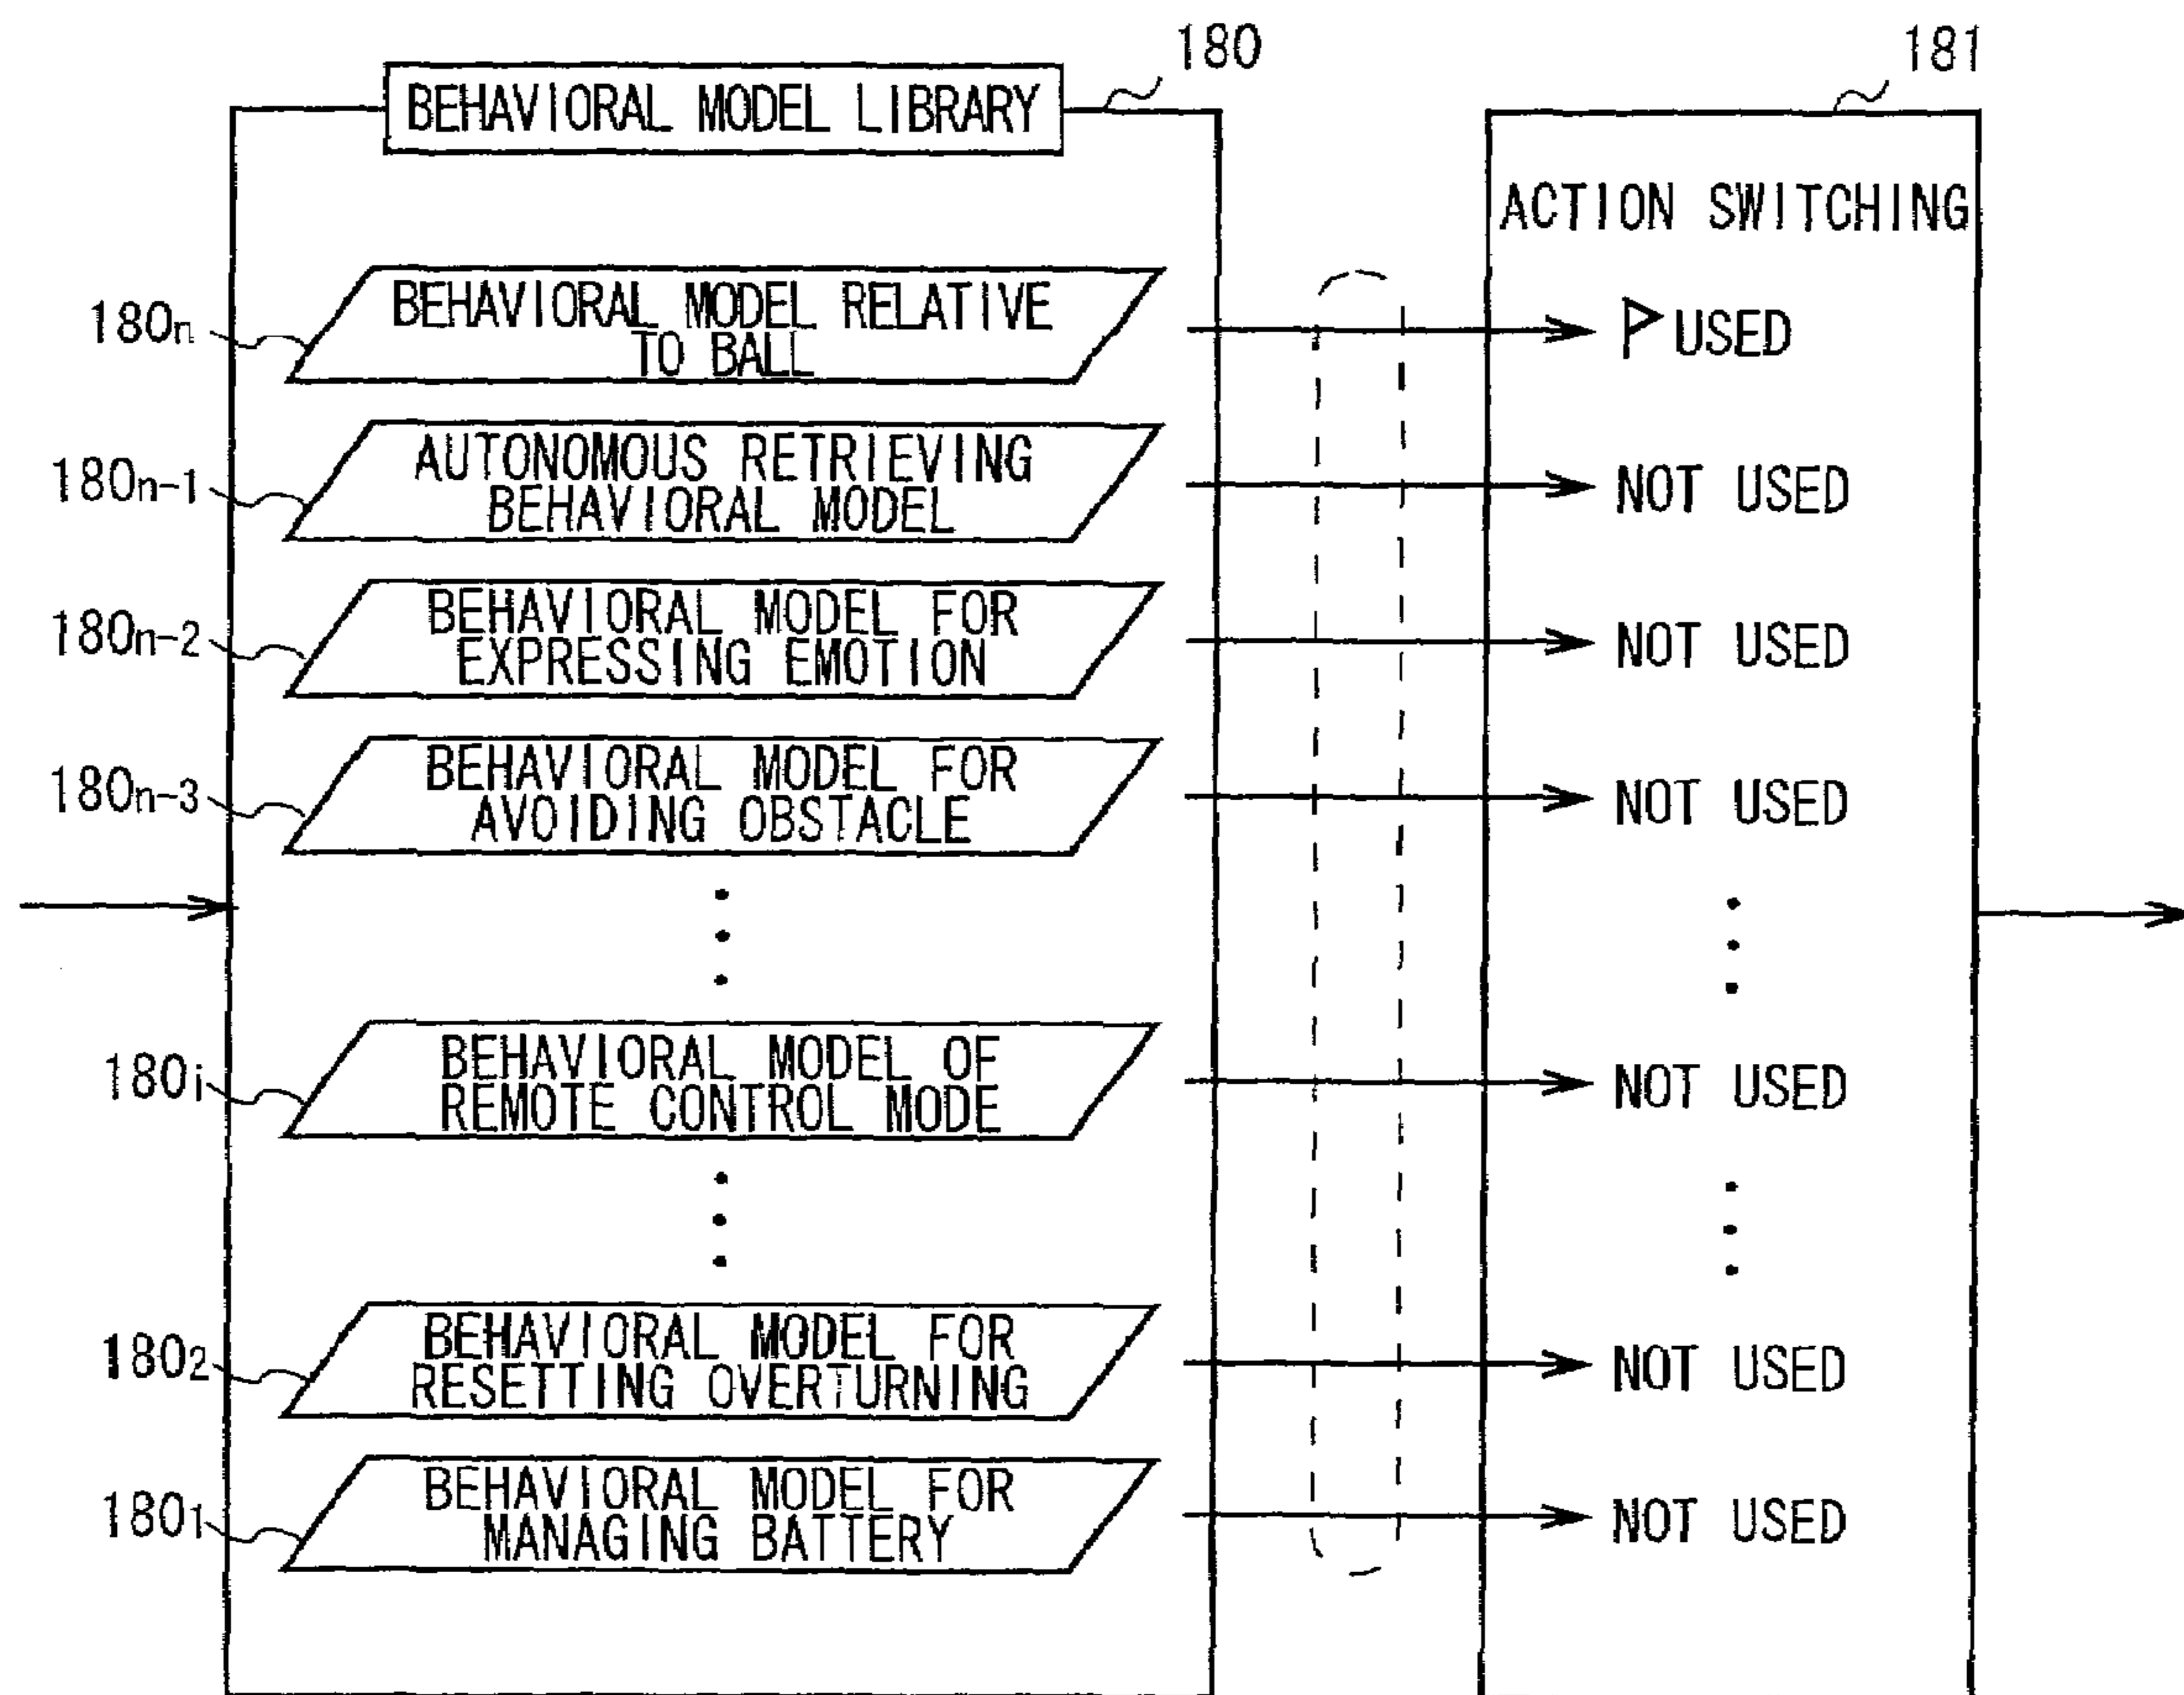 180
181
BEHAVIORAL MODEL LIBRARY
ACTION SWITCHING
180n
BEHAVIORAL MODEL RELATIVE
TO BALL
USED
180n-1
AUTONOMOUS RETRIEVING
BEHAVIORAL MODEL
NOT USED
180n-2
BEHAVIORAL MODEL FOR
EXPRESSING EMOTION
NOT USED
180n-3
BEHAVIORAL MODEL FOR
AVOIDING OBSTACLE
NOT USED
180i
BEHAVIORAL MODEL OF
REMOTE CONTROL MODE
NOT USED
1802
BEHAVIORAL MODEL FOR
RESETTING OVERTURNING
NOT USED
1801
BEHAVIORAL MODEL FOR
MANAGING BATTERY
NOT USED